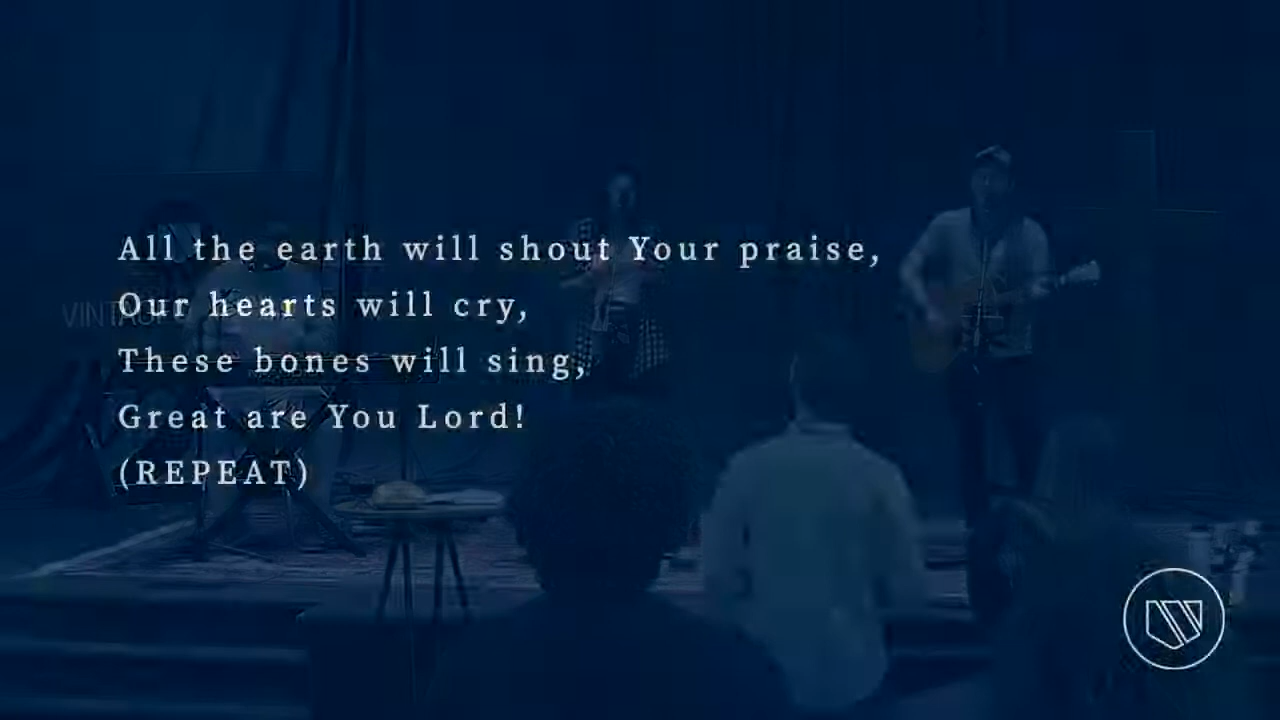 All the earth will shout Your praise,
Our hearts will cry,
These bones will sing,
Great are You Lord!
(REPEAT)
VINTAGE